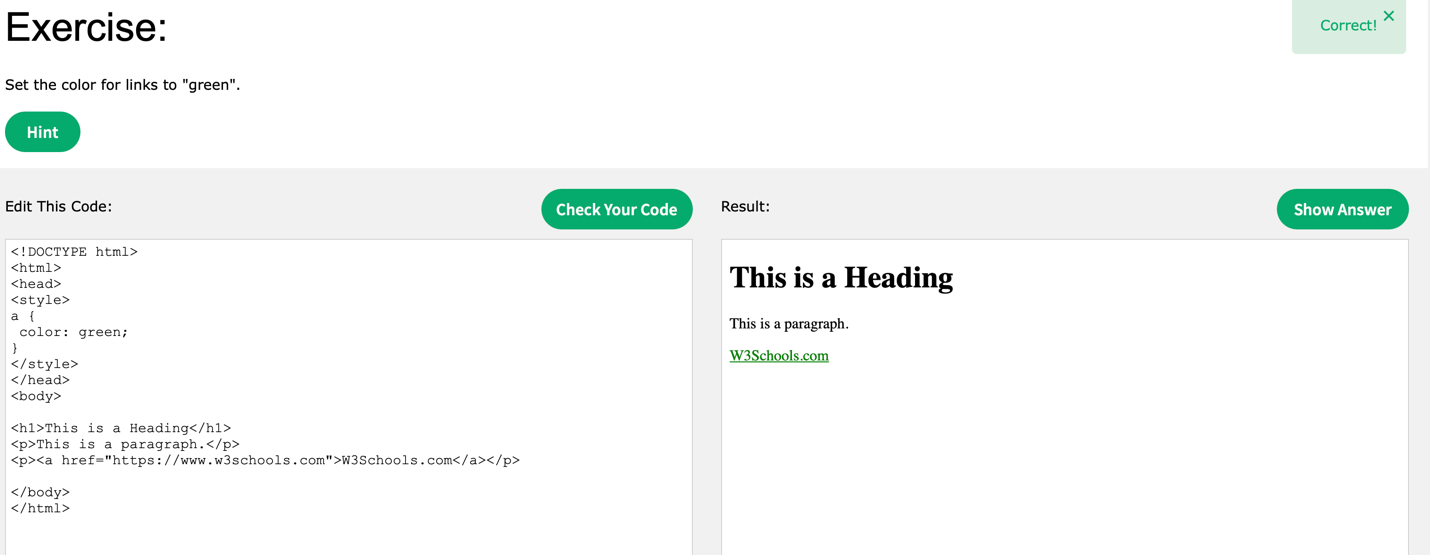 Exercise:
Correct!
×
Set the color for links to "green".
Hint
Edit This Code:
Check Your Code
Result:
Show Answer
<!DOCTYPE html>
<html>
<head>
<style>
a {
 color: green;
}
</style>
</head>
<body>
<h1>This is a Heading</h1>
<p>This is a paragraph.</p>
<p><a href="https://www.w3schools.com">W3Schools.com</a></p>
</body>
</html>
This is a Heading
This is a paragraph.
W3Schools.com